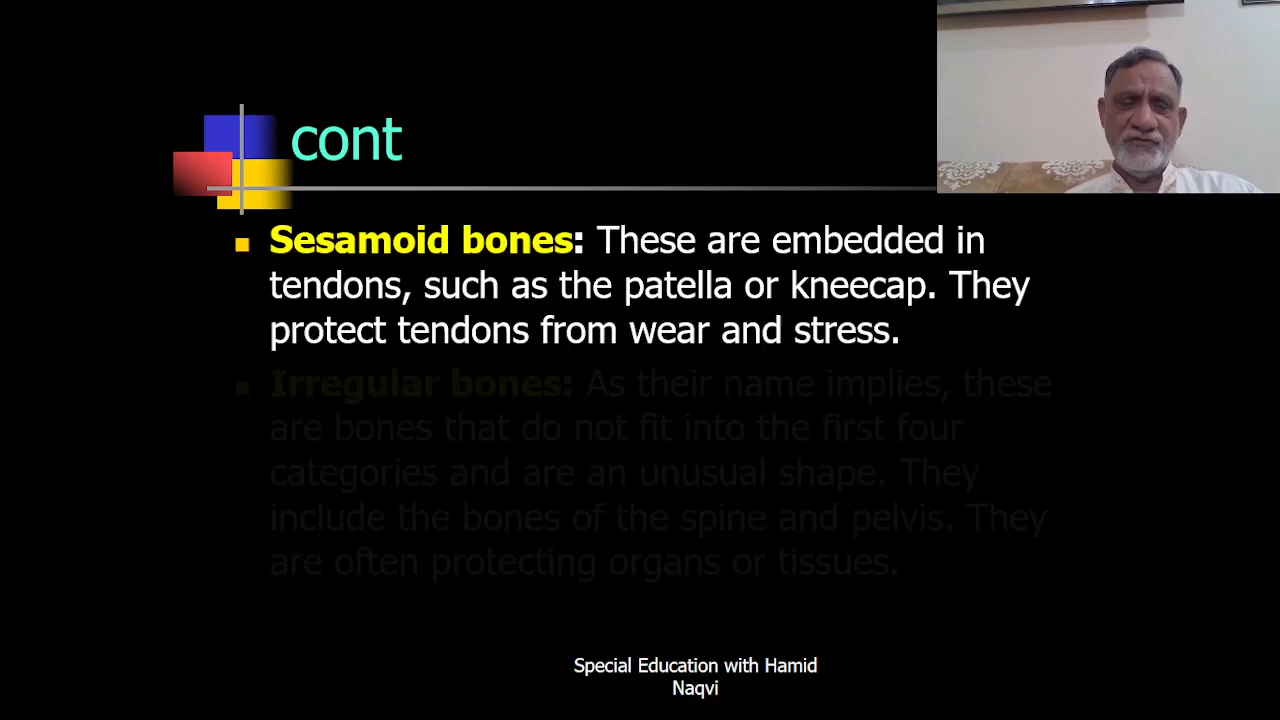 cont
Sesamoid bones: These are embedded in
tendons, such as the patella or kneecap. They
protect tendons from wear and stress.
Irregular bones: As their name implies, these
are bones that do not fit into the first four
categories and are an unusual shape. They
include the bones of the spine and pelvis. They
are often protecting organs or tissues.
Special Education with Hamid
Naqvi